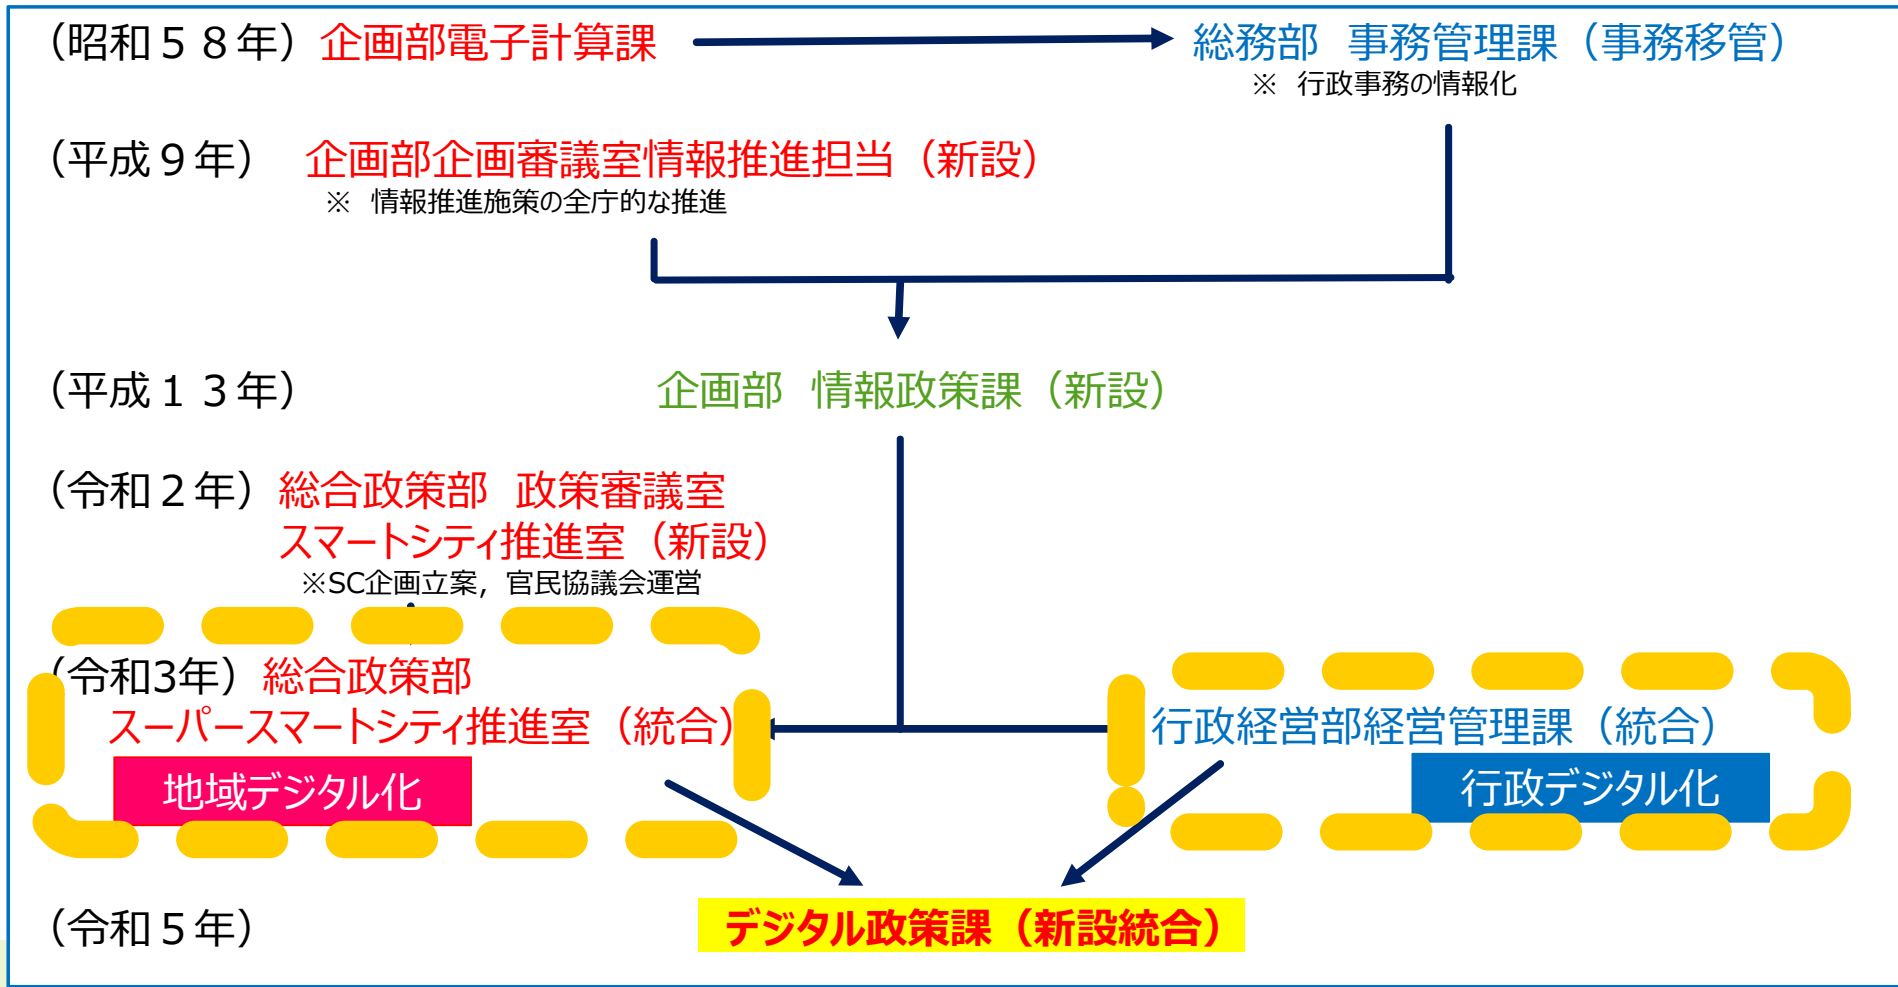 （昭和５８年）企画部電子計算課
総務部　事務管理課（事務移管）
※　行政事務の情報化
（平成９年）　企画部企画審議室情報推進担当（新設）
※　情報推進施策の全庁的な推進
（平成１３年）
企画部　情報政策課（新設）
（令和２年）総合政策部　政策審議室
スマートシティ推進室（新設）
※SC企画立案，官民協議会運営
（令和3年）総合政策部
スーパースマートシティ推進室（統合）
行政経営部経営管理課（統合）
地域デジタル化
行政デジタル化
（令和５年）
デジタル政策課（新設統合）